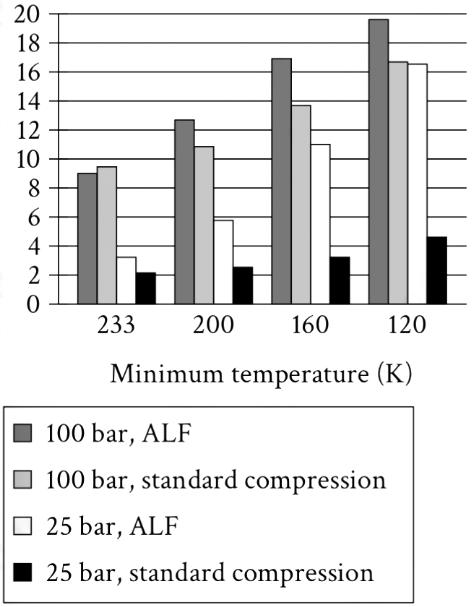 20
18
16
14
12
10
8
6
4
2
0
233 200 160 120
Minimum temperature (K)
100 bar, ALF
100 bar, standard compression
25 bar, ALF
25 bar, standard compression